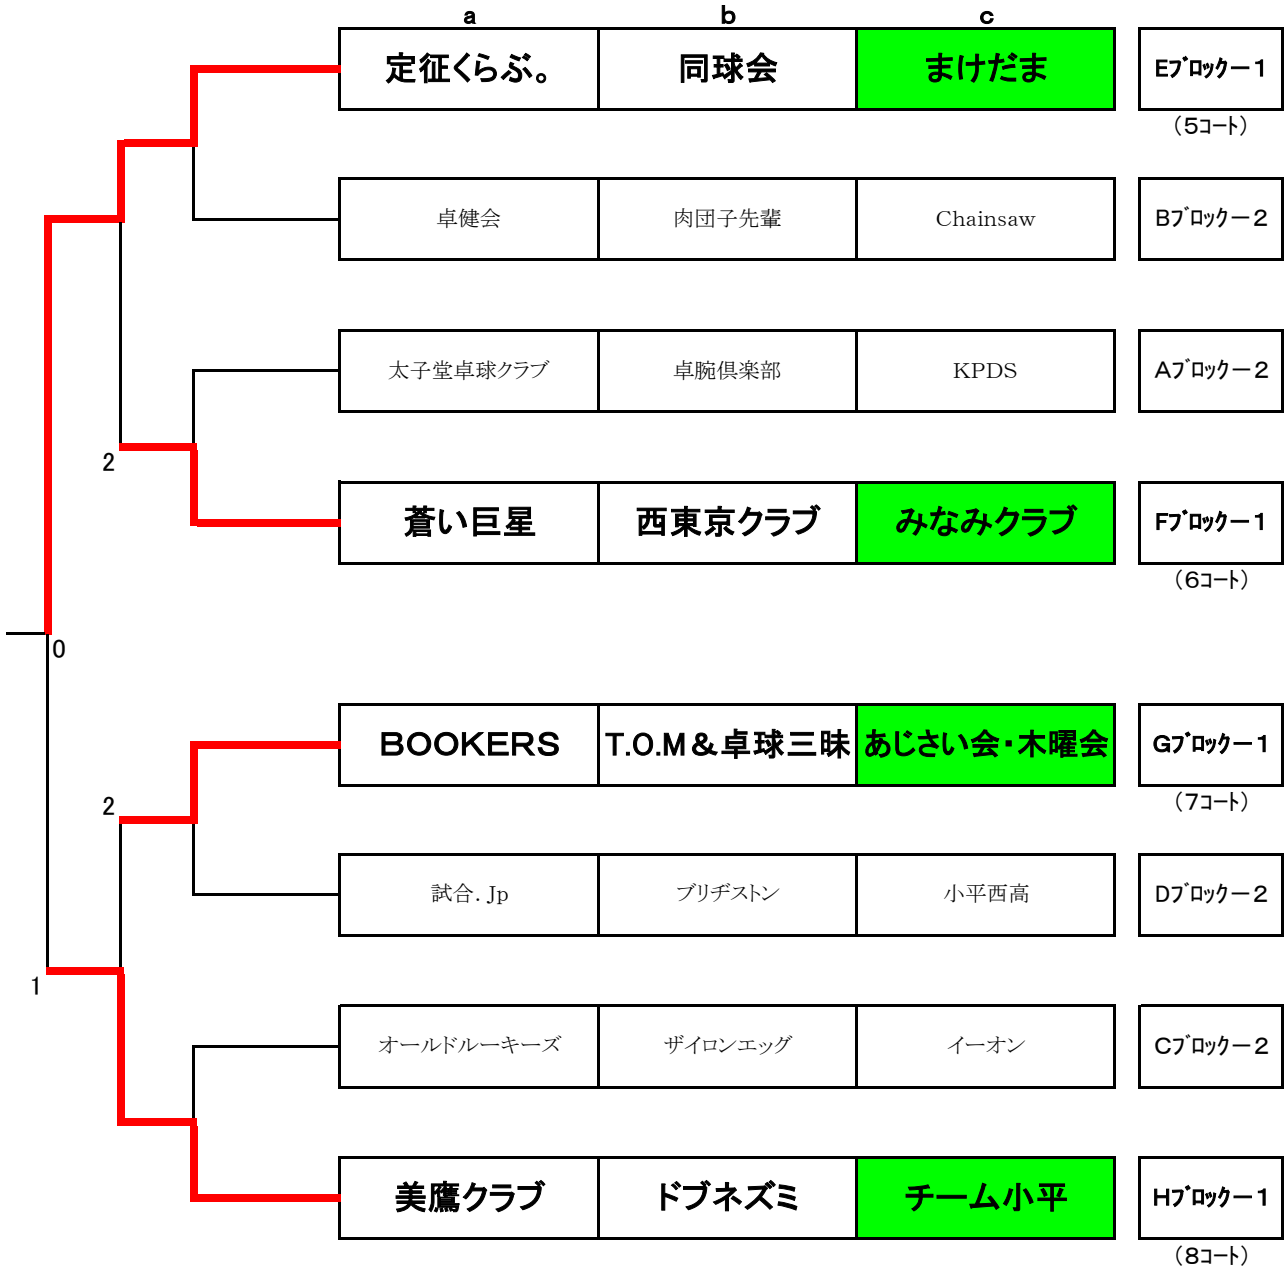 a b c
定征くらぶ。 同球会 まけだま Eﾌﾞﾛｯｸー1
(5ｺｰﾄ)
卓健会 肉団子先輩 Chainsaw Bﾌﾞﾛｯｸー2
太子堂卓球クラブ 卓腕倶楽部 KPDS Aﾌﾞﾛｯｸー2
2
蒼い巨星 西東京クラブ みなみクラブ Fﾌﾞﾛｯｸー1
(6ｺｰﾄ)
0
BOOKERS T.O.M＆卓球三昧 あじさい会・木曜会 Gﾌﾞﾛｯｸー1
2
(7ｺｰﾄ)
試合. Jp ブリヂストン 小平西高 Dﾌﾞﾛｯｸー2
1
オールドルーキーズ ザイロンエッグ イーオン Cﾌﾞﾛｯｸー2
美鷹クラブ ドブネズミ チーム小平 Hﾌﾞﾛｯｸー1
(8ｺｰﾄ)